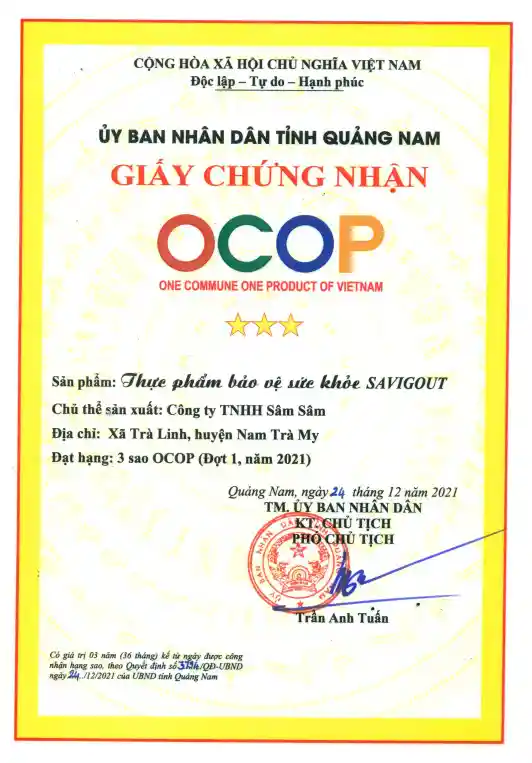 CỘNG HÒA XÃ HỘI CHỦ NGHĨA VIỆT NAM
Độc lập – Tự do – Hạnh phúc
ỦY BAN NHÂN DÂN TỈNH QUẢNG NAM
GIẤY CHỨNG NHẬN
OCOP
ONE COMMUNE ONE PRODUCT OF VIETNAM
Sản phẩm: Thực phẩm bảo vệ sức khỏe SAVIGOUT
Chủ thể sản xuất: Công ty TNHH Sâm Sâm
Địa chỉ: Xã Trà Linh, huyện Nam Trà My
Đạt hạng: 3 sao OCOP (Đợt 1, năm 2021)
Quảng Nam, ngày 24 tháng 12 năm 2021
TM. ỦY BAN NHÂN DÂN
KT. CHỦ TỊCH
PHÓ CHỦ TỊCH
Trần Anh Tuấn
Có giá trị 03 năm (36 tháng) kể từ ngày được công
nhận hạng sao, theo Quyết định số /QĐ-UBND
ngày 24/12/2021 của UBND tỉnh Quảng Nam